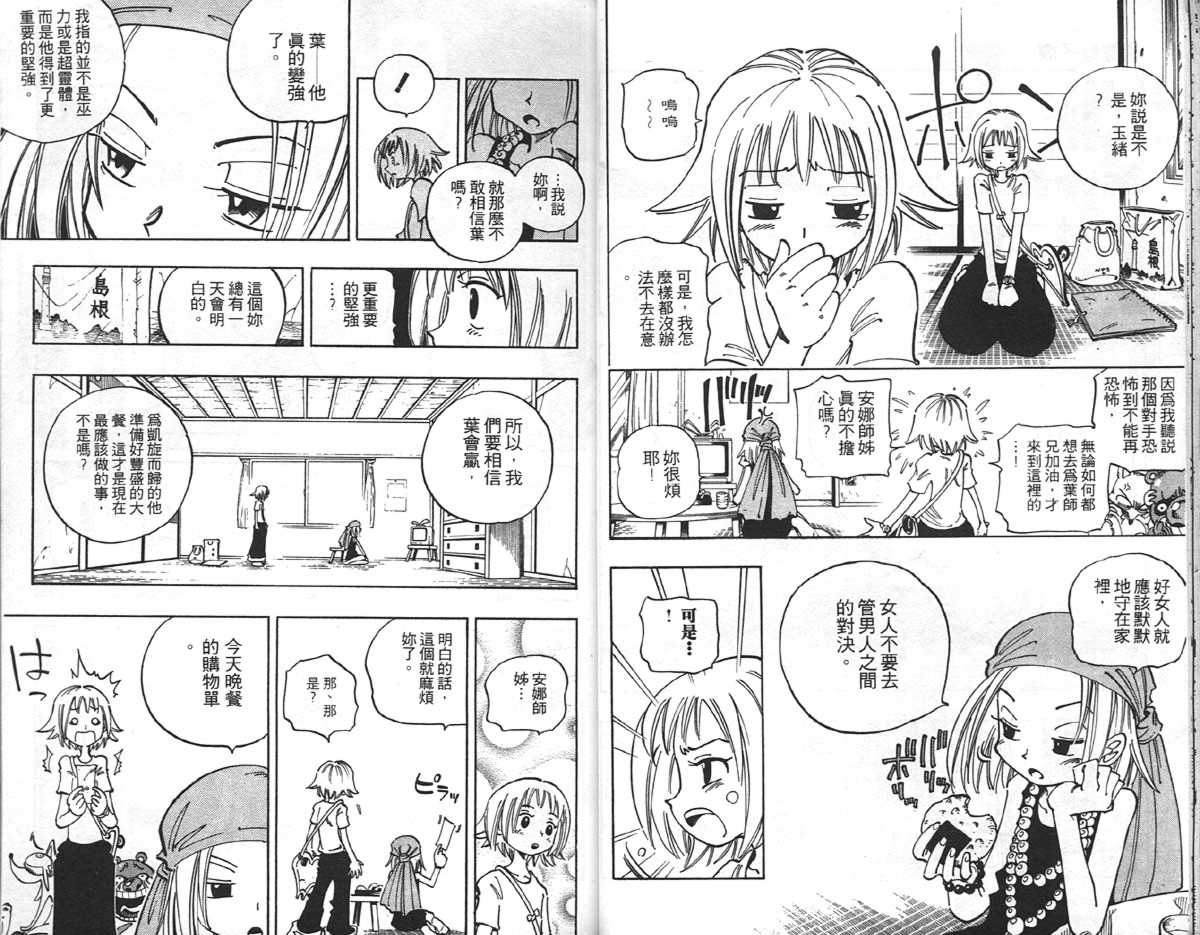 妳說是不
是，玉緒
？
ポン
嗚
嗚
～
～
可是，我怎
麼樣都沒辦
法不去在意
。
島根
因為我聽說
那個對手恐
怖到不能再
恐怖，
無論如何都
想去為葉師
兄加油，才
來到這裡的
…！
安娜師姊
真的不擔
心嗎？
妳很煩
耶！
好女人就
應該默默
地守在家
裡，
女人不要去
管男人之間
的對決。
ボリボリ
可是…
！
…我說
妳啊，
就那麼不
敢相信葉
嗎？
！
葉　他
真的變強
了。
我指的並不是巫
力或是超靈體，
而是他得到了更
重要的堅強。
更重要
的堅強
…？
這個妳
總有一
天會明
白的。
島根
所以，我
們要相信
葉會贏，
為凱旋而歸的他
準備好豐盛的大
餐，這才是現在
最應該做的事，
不是嗎？
安娜師
姊…
明白的話，
這個就麻煩
妳了。
ピラッ
那、那
是？
今天晚餐
的購物單
はっ